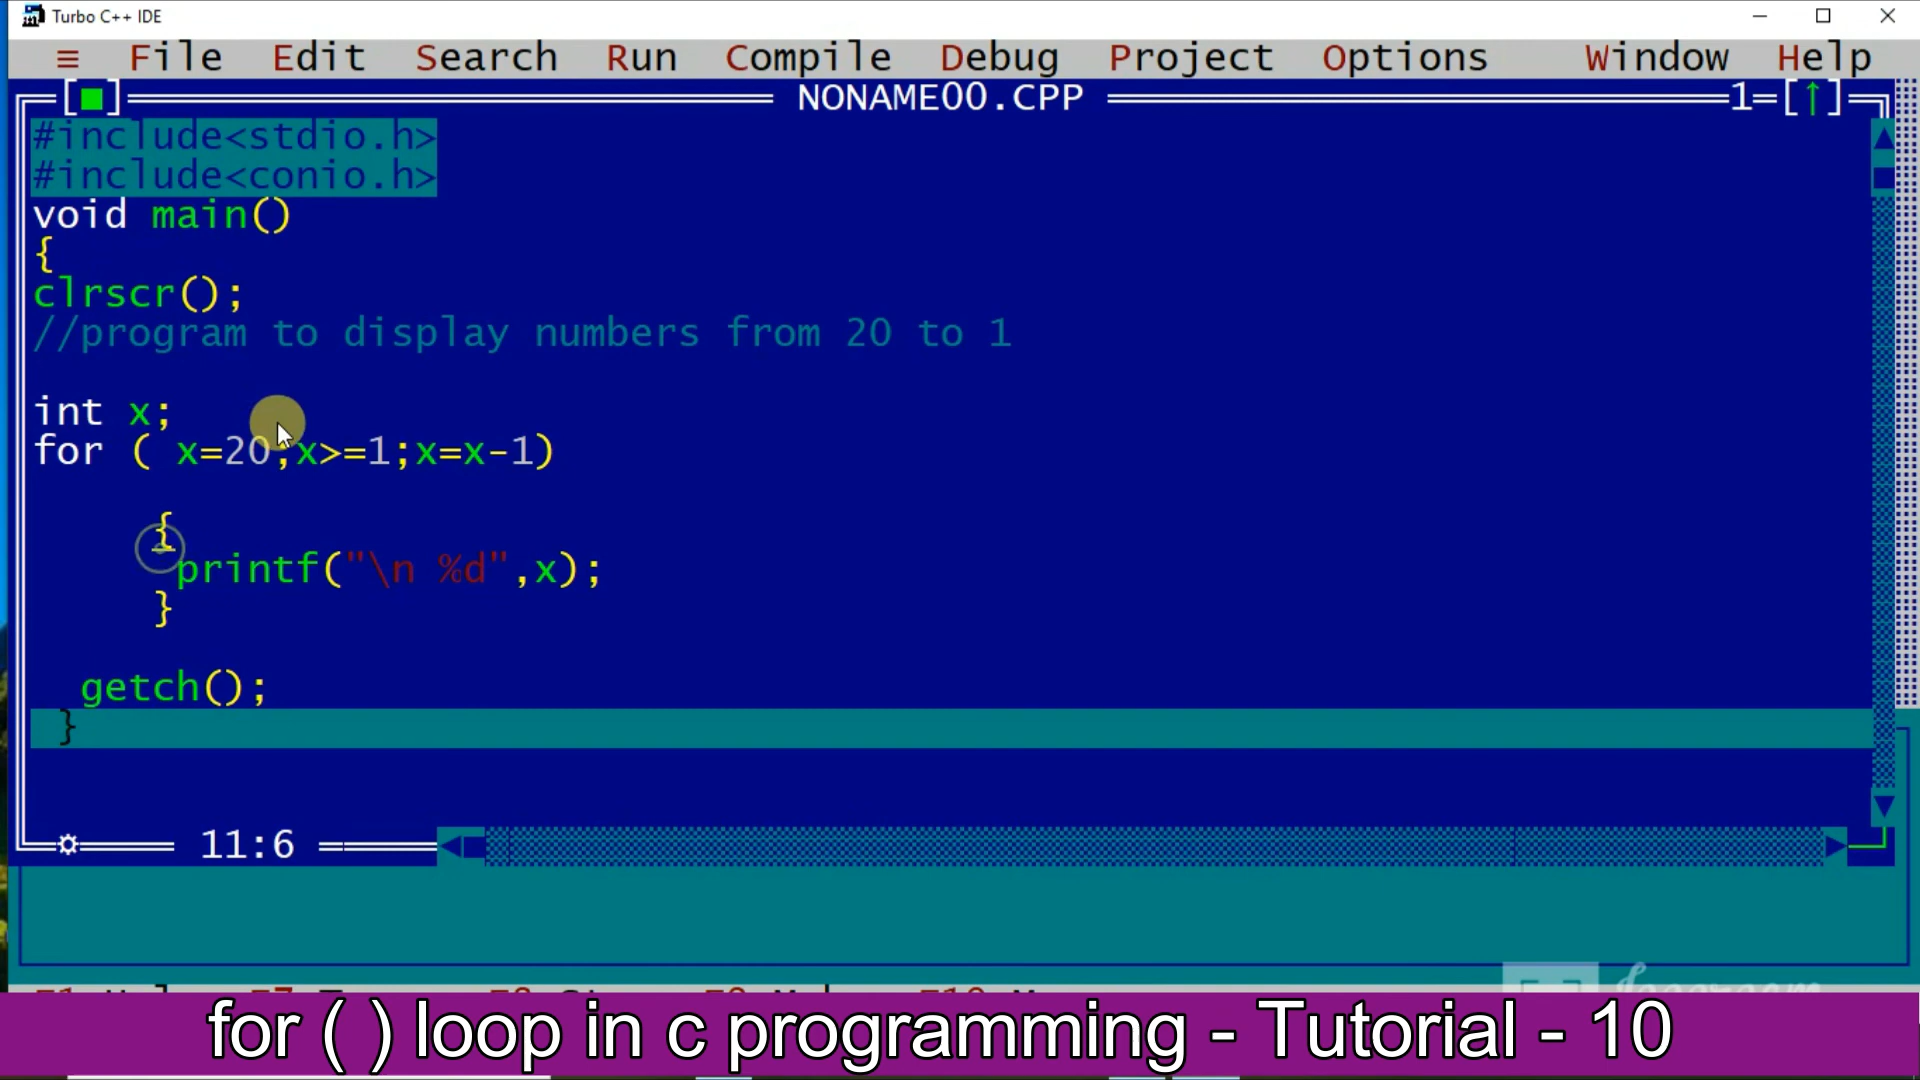 Turbo C++ IDE
≡ File Edit Search Run Compile Debug Project Options Window Help
[■] NONAME00.CPP 1=[↑]
#include<stdio.h>
#include<conio.h>
void main()
{
clrscr();
//program to display numbers from 20 to 1
int x;
for ( x=20;x>=1;x=x-1)
{
printf("\n %d",x);
}
getch();
}
11:6
for ( ) loop in c programming - Tutorial - 10